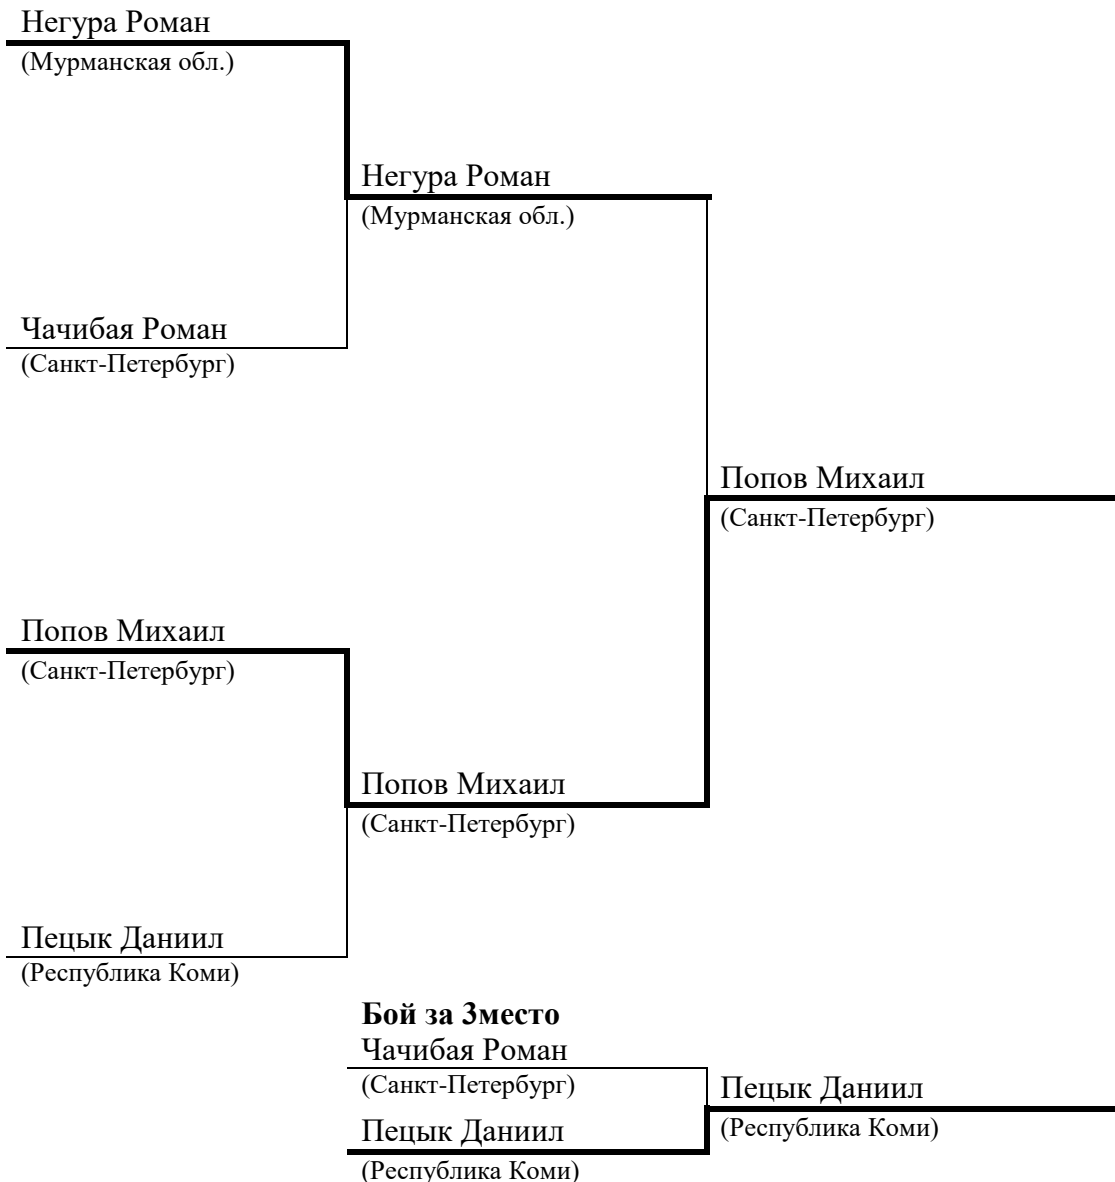 Негура Роман
(Мурманская обл.)
Негура Роман
(Мурманская обл.)
Чачибая Роман
(Санкт-Петербург)
Попов Михаил
(Санкт-Петербург)
Попов Михаил
(Санкт-Петербург)
Попов Михаил
(Санкт-Петербург)
Пецык Даниил
(Республика Коми)
Бой за 3место
Чачибая Роман
(Санкт-Петербург)
Пецык Даниил
(Республика Коми)
Пецык Даниил
(Республика Коми)